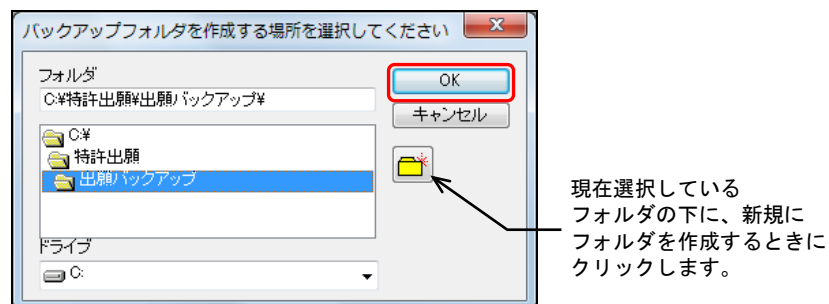 バックアップフォルダを作成する場所を選択してください
フォルダ
C:¥特許出願¥出願バックアップ¥
OK
キャンセル
C:¥
特許出願
出願バックアップ
ドライブ
C:
現在選択している
フォルダの下に、新規に
フォルダを作成するときに
クリックします。